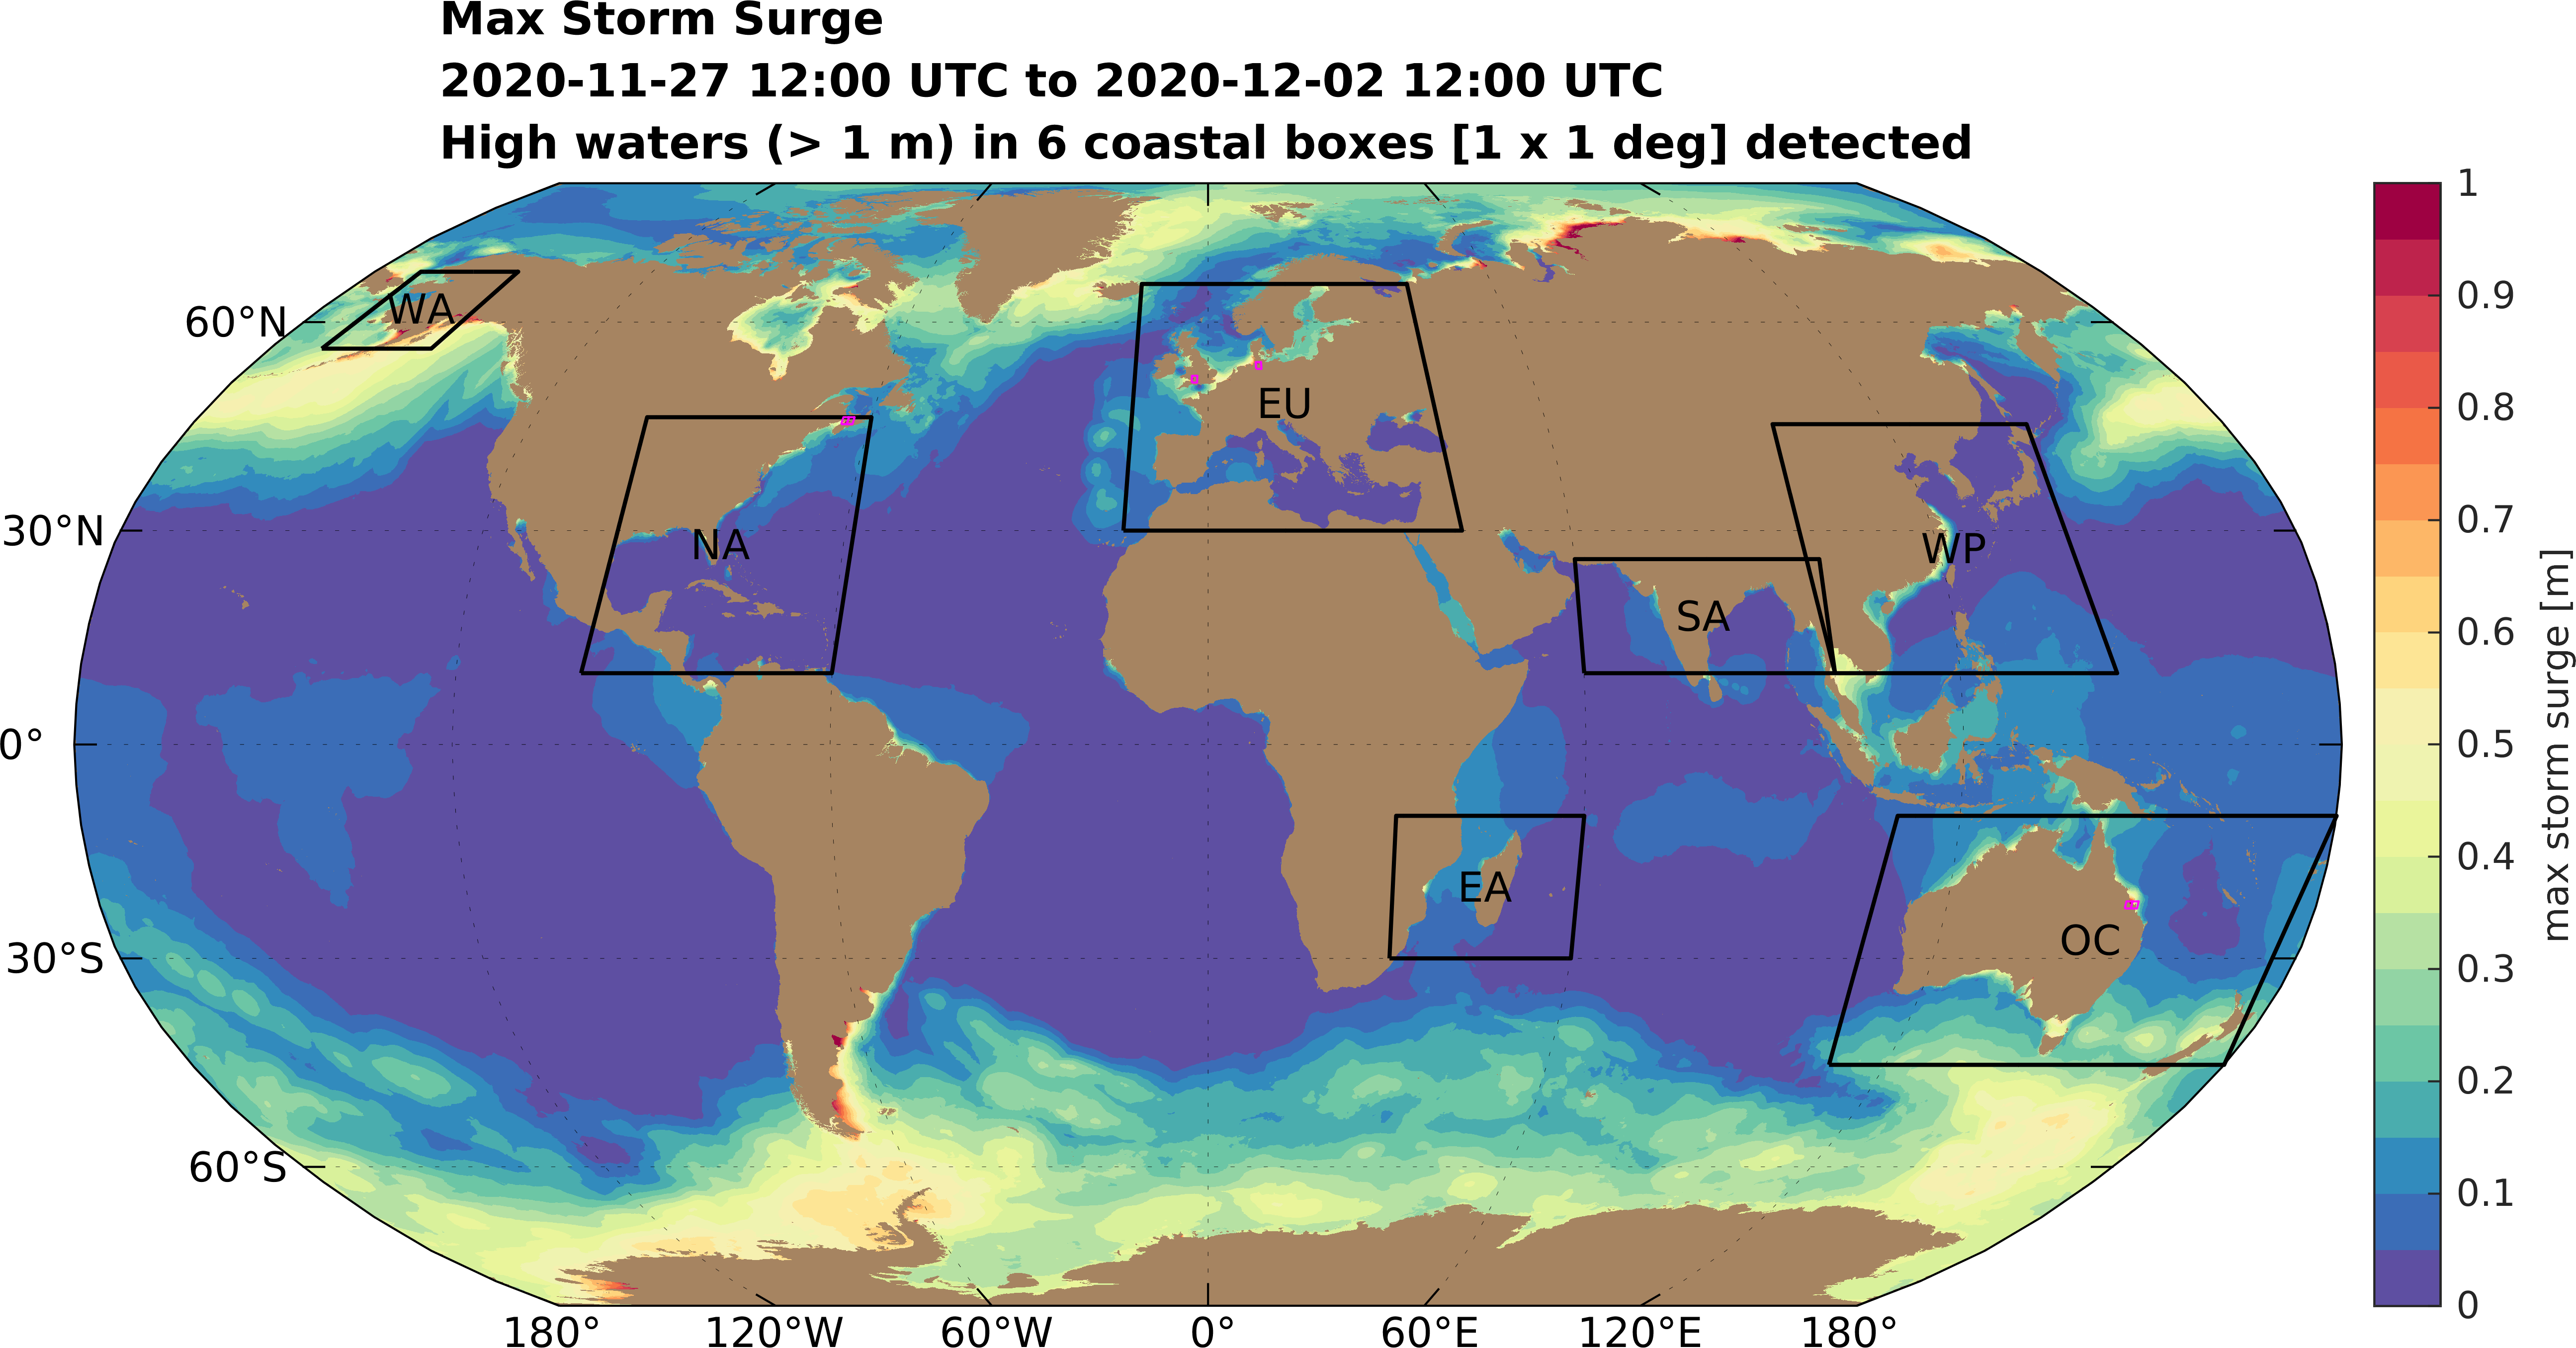 Max Storm Surge
2020-11-27 12:00 UTC to 2020-12-02 12:00 UTC
High waters (> 1 m) in 6 coastal boxes [1 x 1 deg] detected
60°N
30°N
0°
30°S
60°S
180°
120°W
60°W
0°
60°E
120°E
180°
WA
NA
EU
SA
WP
EA
OC
1
0.9
0.8
0.7
0.6
0.5
0.4
0.3
0.2
0.1
0
max storm surge [m]